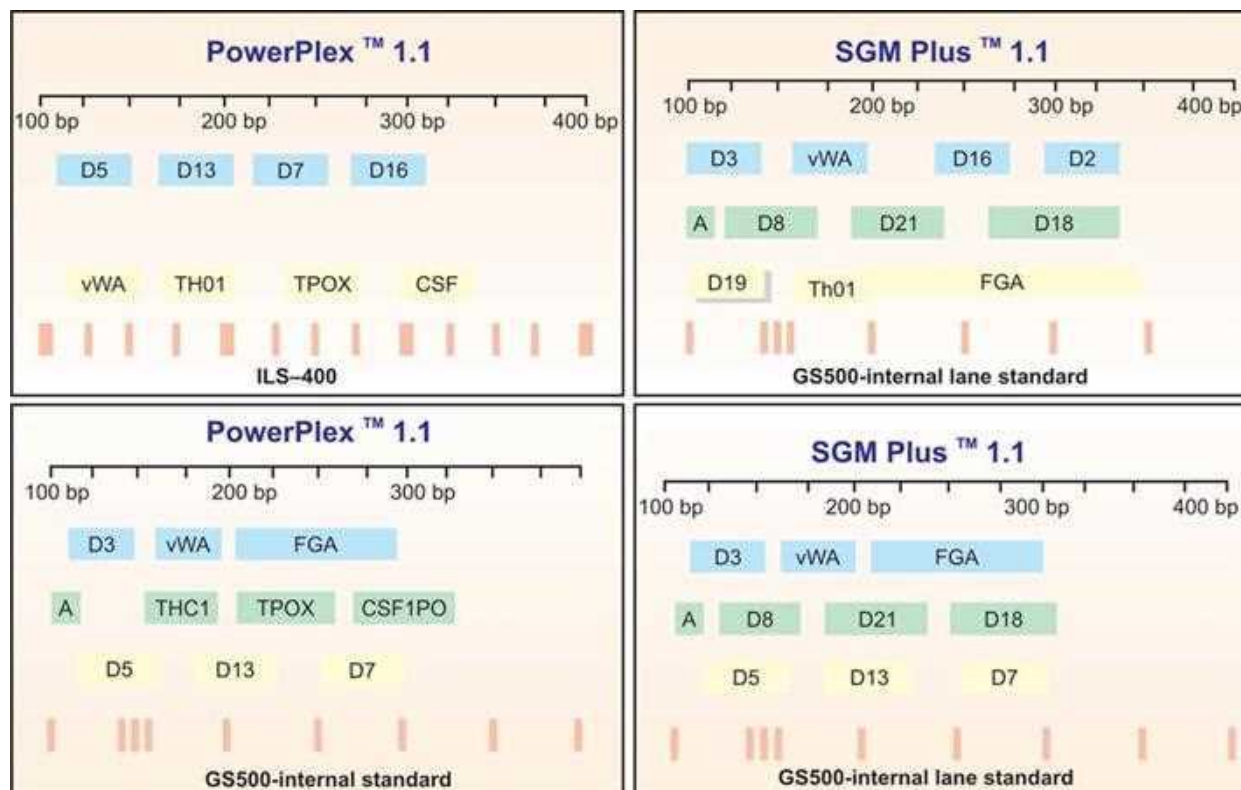 PowerPlex ™ 1.1
100 bp 200 bp 300 bp 400 bp
D5 D13 D7 D16
vWA TH01 TPOX CSF
ILS–400
SGM Plus ™ 1.1
100 bp 200 bp 300 bp 400 bp
D3 vWA D16 D2
A D8 D21 D18
D19 Th01 FGA
GS500-internal lane standard
PowerPlex ™ 1.1
100 bp 200 bp 300 bp
D3 vWA FGA
A THC1 TPOX CSF1PO
D5 D13 D7
GS500-internal standard
SGM Plus ™ 1.1
100 bp 200 bp 300 bp 400 bp
D3 vWA FGA
A D8 D21 D18
D5 D13 D7
GS500-internal lane standard